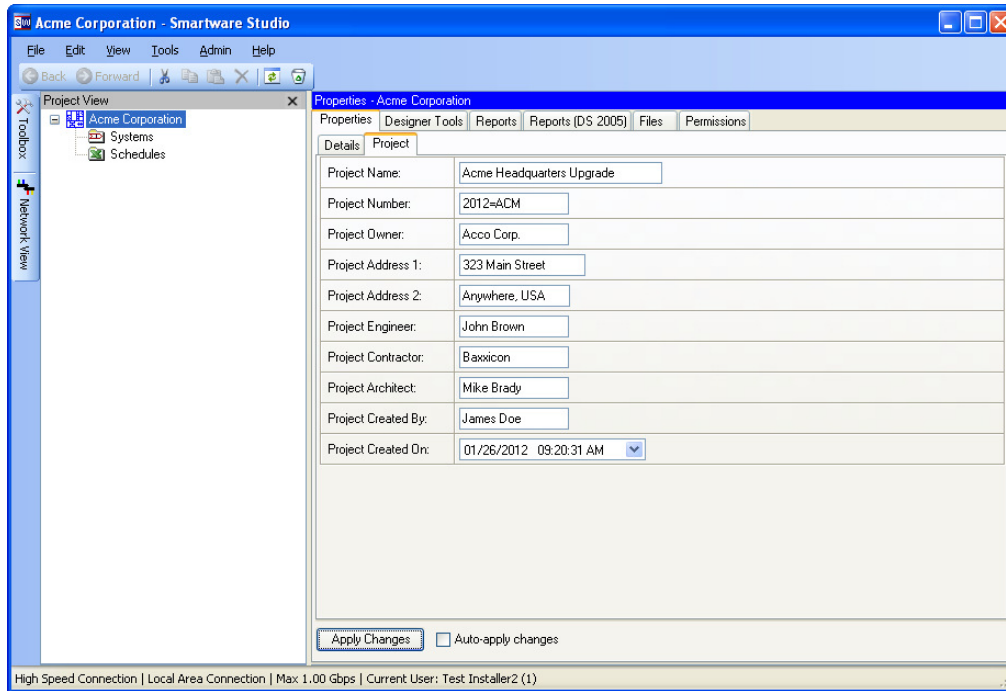 SW Acme Corporation - Smartware Studio
File Edit View Tools Admin Help
Back Forward
Toolbox
Network View
Project View
Acme Corporation
Systems
Schedules
Properties - Acme Corporation
Properties Designer Tools Reports Reports (DS 2005) Files Permissions
Details Project
Project Name: Acme Headquarters Upgrade
Project Number: 2012=ACM
Project Owner: Acco Corp.
Project Address 1: 323 Main Street
Project Address 2: Anywhere, USA
Project Engineer: John Brown
Project Contractor: Baxxicon
Project Architect: Mike Brady
Project Created By: James Doe
Project Created On: 01/26/2012 09:20:31 AM
Apply Changes Auto-apply changes
High Speed Connection | Local Area Connection | Max 1.00 Gbps | Current User: Test Installer2 (1)